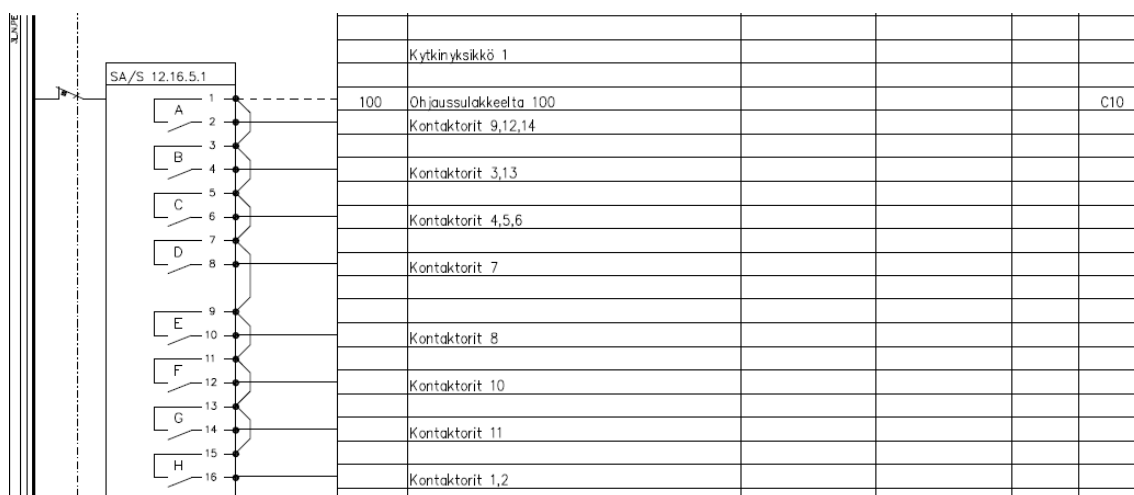 3LNPE
Kytkinyksikkö 1
SA/S 12.16.5.1
1
100
Ohjaussulakkeelta 100
C10
A
2
Kontaktorit 9,12,14
3
B
4
Kontaktorit 3,13
5
C
6
Kontaktorit 4,5,6
7
D
8
Kontaktorit 7
9
E
10
Kontaktorit 8
11
F
12
Kontaktorit 10
13
G
14
Kontaktorit 11
15
H
16
Kontaktorit 1,2